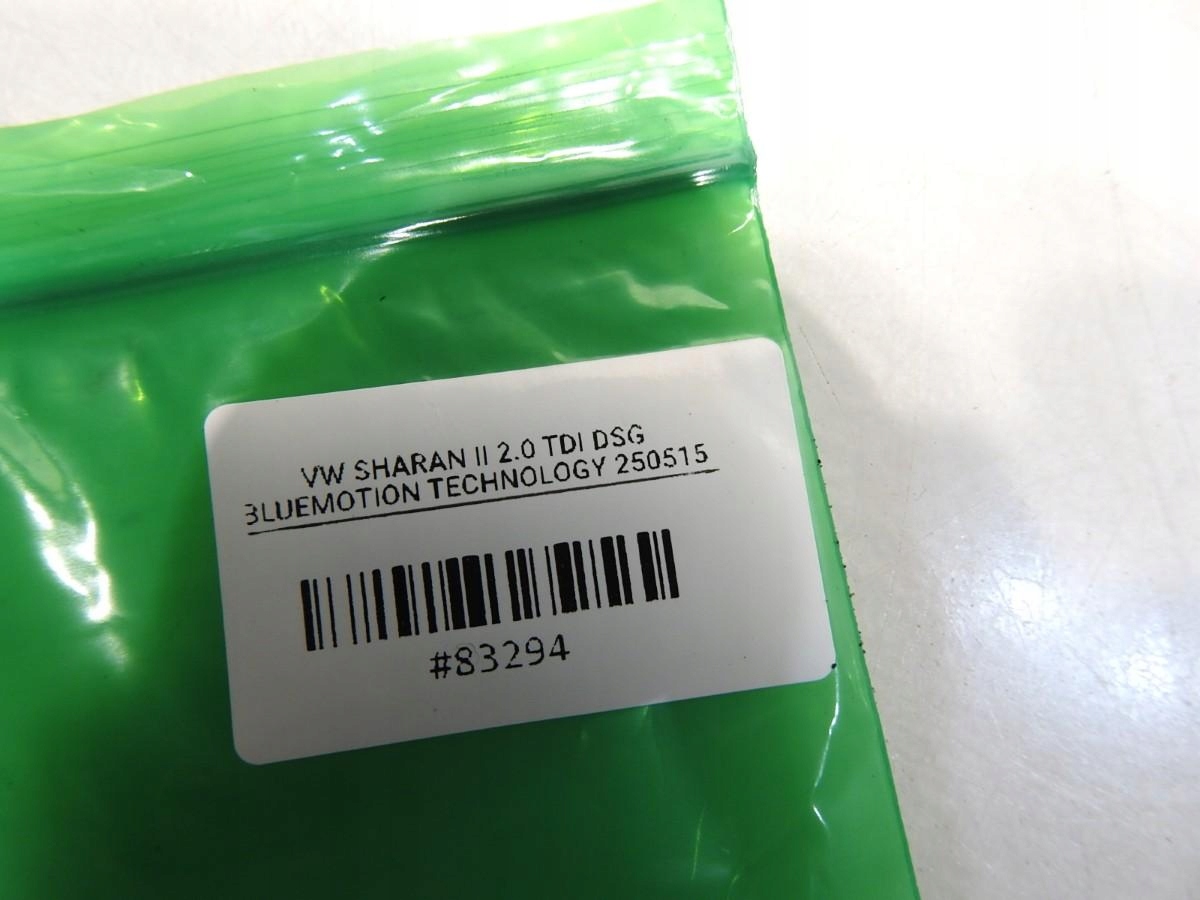 VW SHARAN II 2.0 TDI DSG
BLUEMOTION TECHNOLOGY 250515
#83294